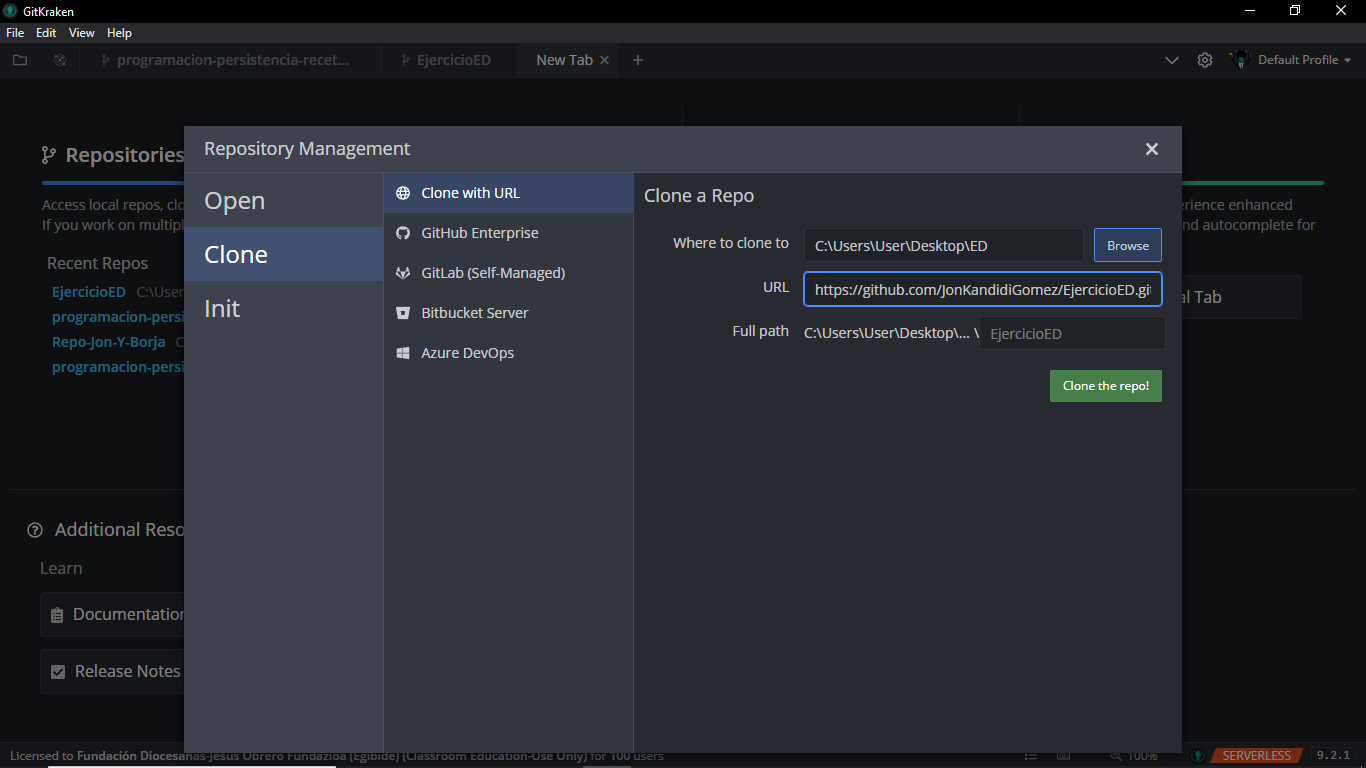 GitKraken
File Edit View Help
programacion-persistencia-recet... EjercicioED New Tab Default Profile
Repository Management
Repositories
Open
Clone
Init
Clone with URL
GitHub Enterprise
GitLab (Self-Managed)
Bitbucket Server
Azure DevOps
Clone a Repo
Where to clone to C:\Users\User\Desktop\ED Browse
URL https://github.com/JonKandidiGomez/EjercicioED.git
Full path C:\Users\User\Desktop\... \ EjercicioED
Clone the repo!
Access local repos, clo
If you work on multipl
Recent Repos
EjercicioED C:\User
programacion-persi
Repo-Jon-Y-Borja C
programacion-persi
rience enhanced
nd autocomplete for
al Tab
Additional Reso
Learn
Documentation
Release Notes
Licensed to Fundación Diocesanas-Jesús Obrero Fundazioa (Egibide) (Classroom Education-Use Only) for 100 users
100% SERVERLESS 9.2.1